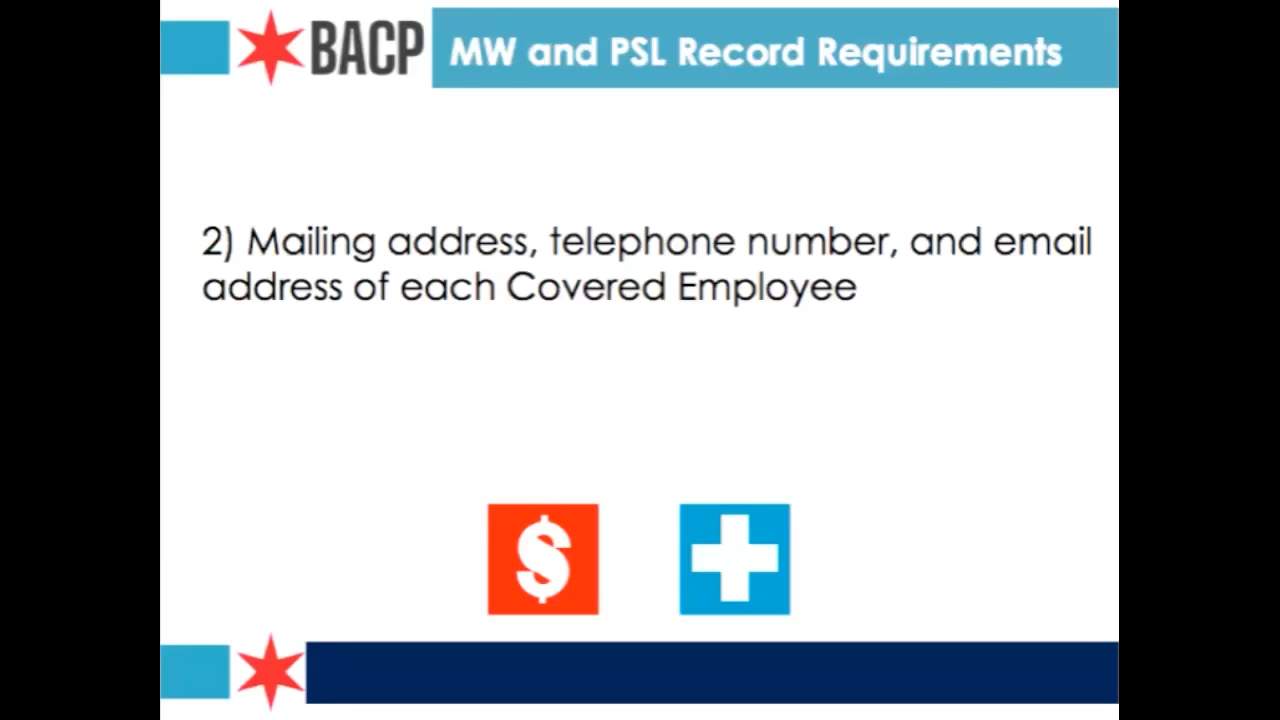 BACP
MW and PSL Record Requirements
2) Mailing address, telephone number, and email
address of each Covered Employee
$